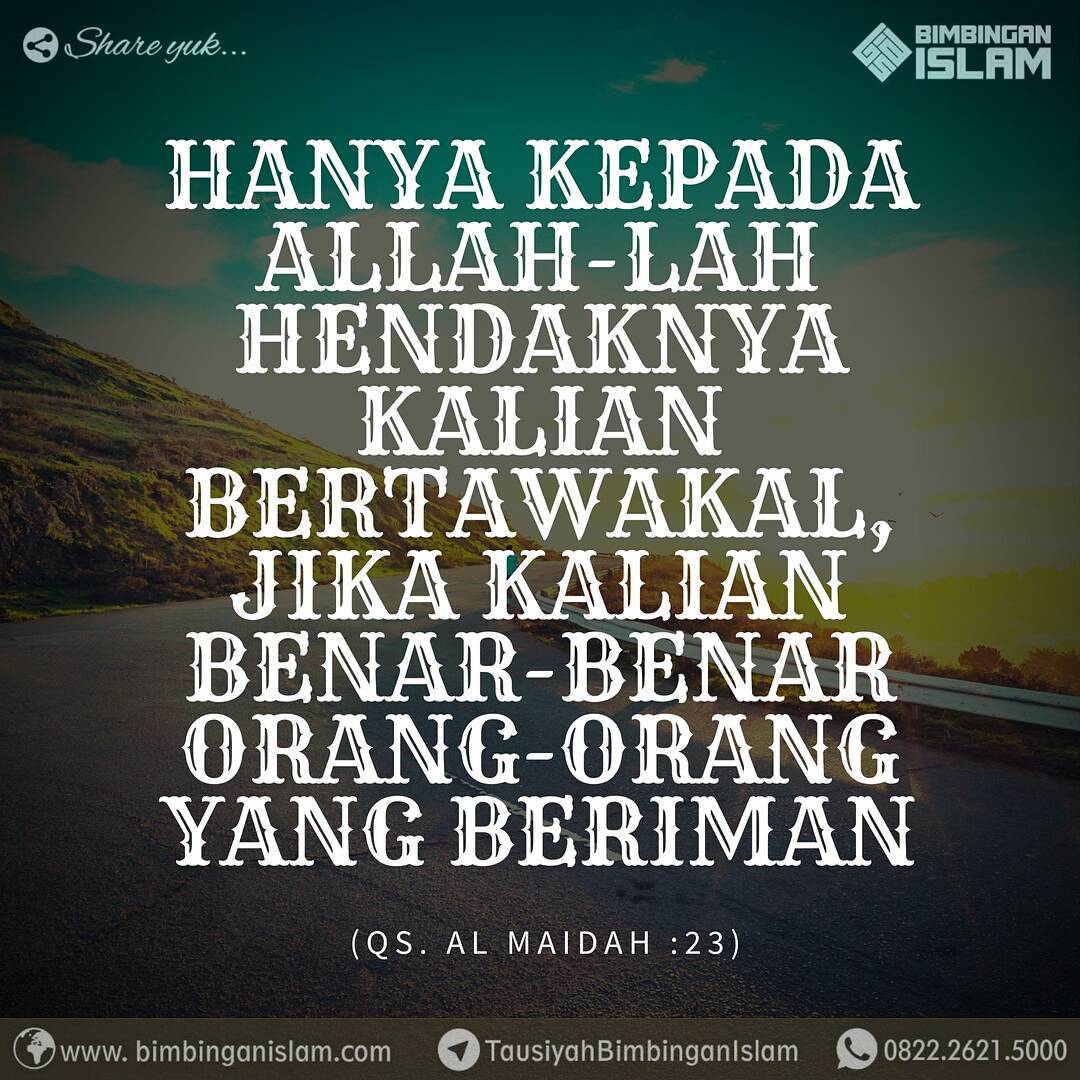 Share yuk...
BIMBINGAN
ISLAM
HANYA KEPADA
ALLAH-LAH
HENDAKNYA
KALIAN
BERTAWAKAL,
JIKA KALIAN
BENAR-BENAR
ORANG-ORANG
YANG BERIMAN
(QS. AL MAIDAH :23)
www. bimbinganislam.com
TausiyahBimbinganIslam
0822.2621.5000